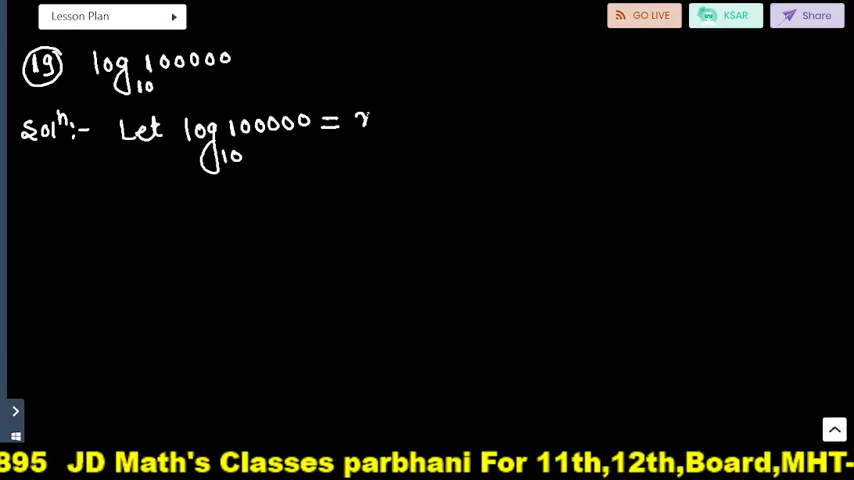 Lesson Plan
GO LIVE
KSAR
Share
19 log₁₀ 100000
Solⁿ:- Let log₁₀ 100000 = x
895 JD Math's Classes parbhani For 11th,12th,Board,MHT-